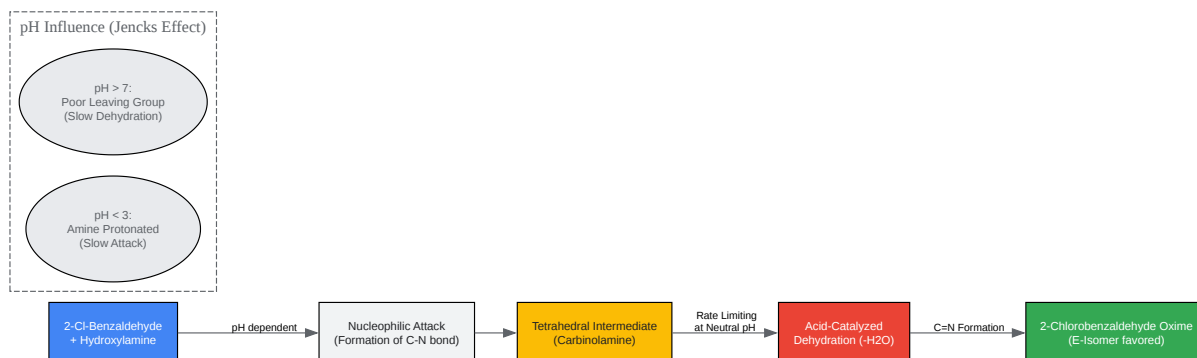 pH Influence (Jencks Effect)
pH > 7:
Poor Leaving Group
(Slow Dehydration)
pH < 3:
Amine Protonated
(Slow Attack)
2-Cl-Benzaldehyde
+ Hydroxylamine
pH dependent
Nucleophilic Attack
(Formation of C-N bond)
Tetrahedral Intermediate
(Carbinolamine)
Rate Limiting
at Neutral pH
Acid-Catalyzed
Dehydration (-H2O)
C=N Formation
2-Chlorobenzaldehyde Oxime
(E-Isomer favored)